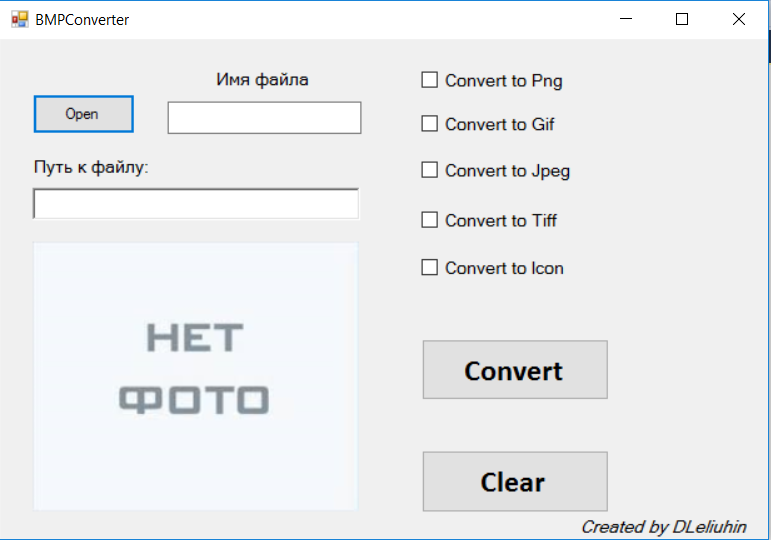 BMPConverter
Имя файла
Open
Путь к файлу:
НЕТ
ФОТО
Convert to Png
Convert to Gif
Convert to Jpeg
Convert to Tiff
Convert to Icon
Convert
Clear
Created by DLeliuhin